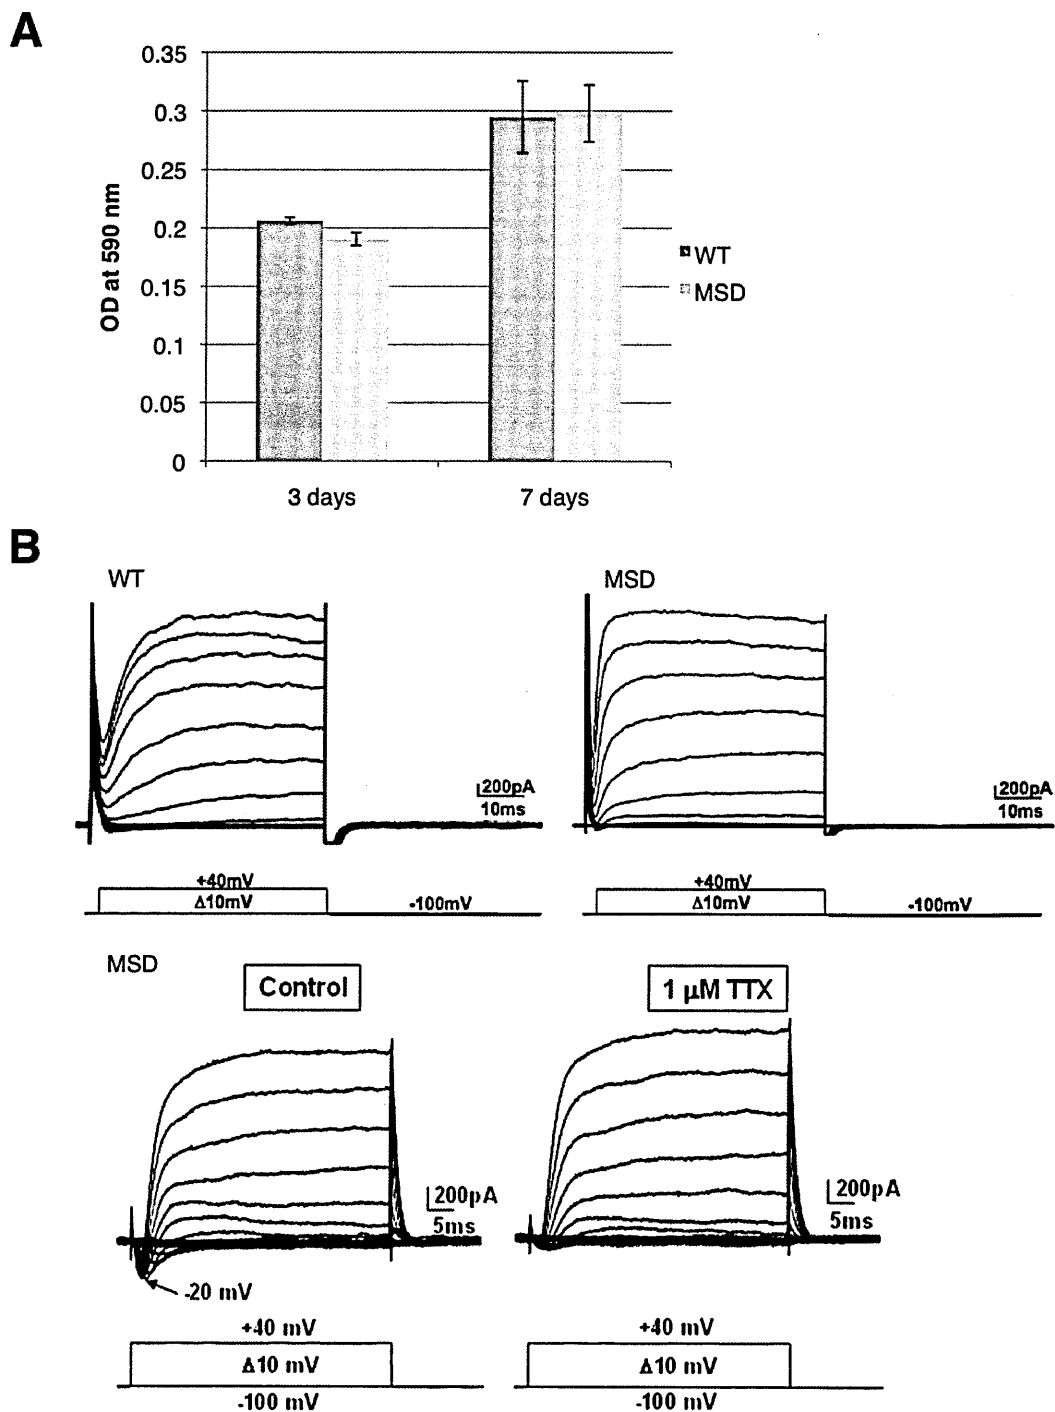 A
0.35
0.3
0.25
0.2
0.15
0.1
0.05
0
OD at 590 nm
3 days
7 days
WT
MSD
B
WT
MSD
200pA
10ms
200pA
10ms
+40mV
Δ10mV
-100mV
+40mV
Δ10mV
-100mV
MSD
Control
1 µM TTX
200pA
5ms
200pA
5ms
-20 mV
+40 mV
Δ10 mV
-100 mV
+40 mV
Δ10 mV
-100 mV